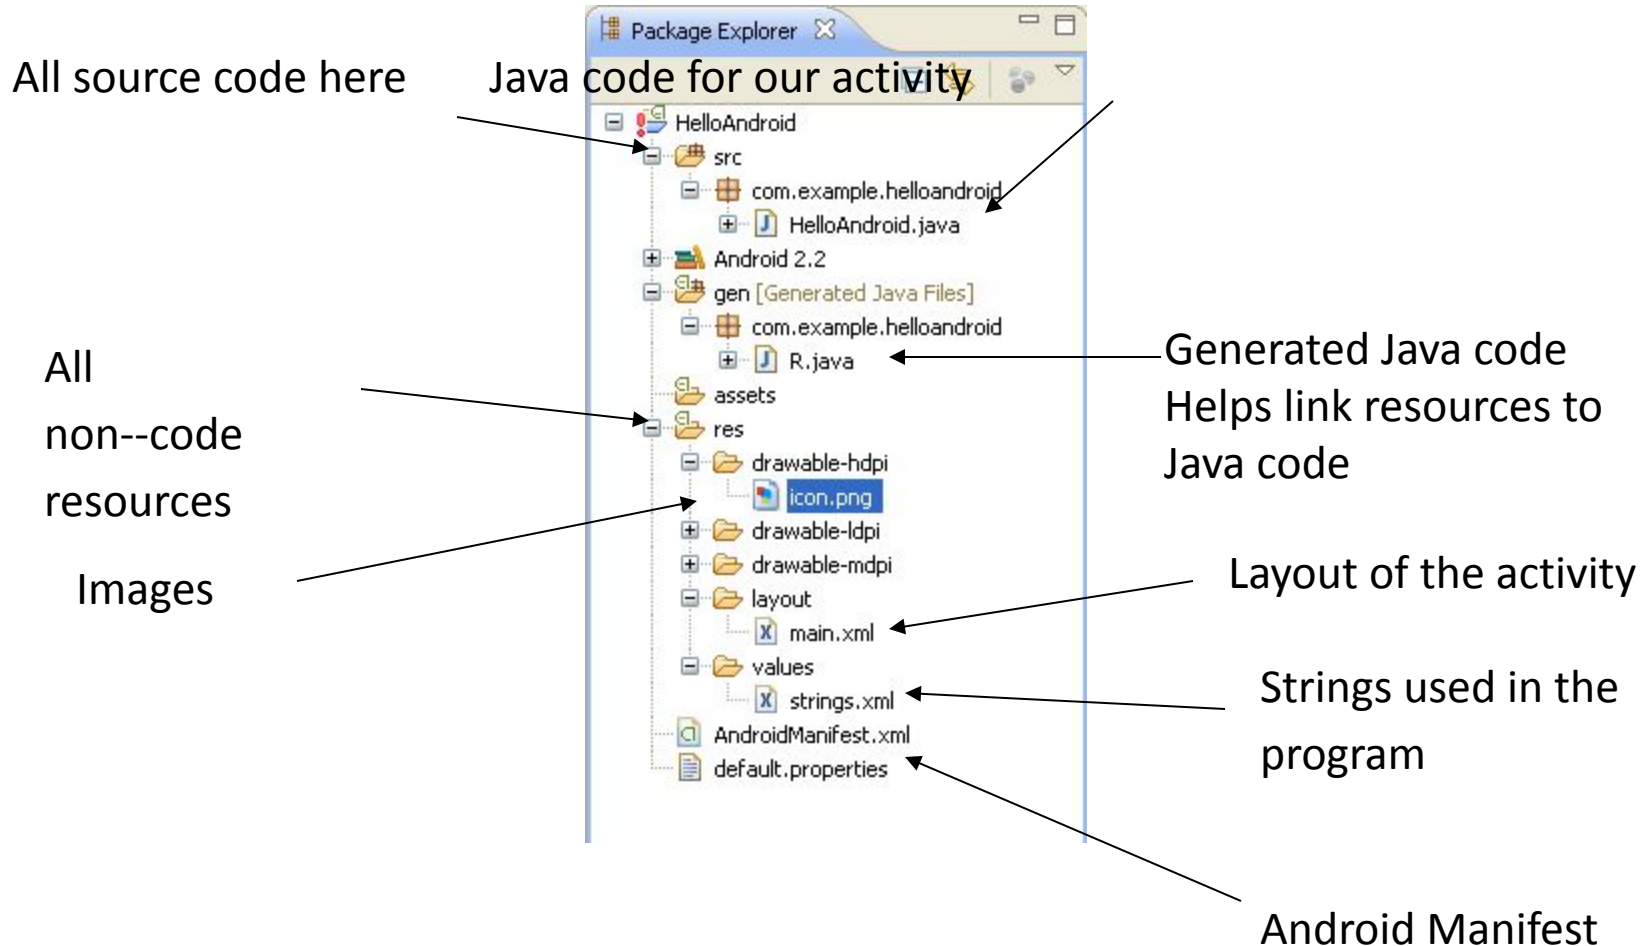 Package Explorer
All source code here
Java code for our activity
HelloAndroid
src
com.example.helloandroid
HelloAndroid.java
Android 2.2
gen [Generated Java Files]
com.example.helloandroid
R.java
assets
res
drawable-hdpi
icon.png
drawable-ldpi
drawable-mdpi
layout
main.xml
values
strings.xml
AndroidManifest.xml
default.properties
All
non--code
resources
Images
Generated Java code
Helps link resources to
Java code
Layout of the activity
Strings used in the
program
Android Manifest